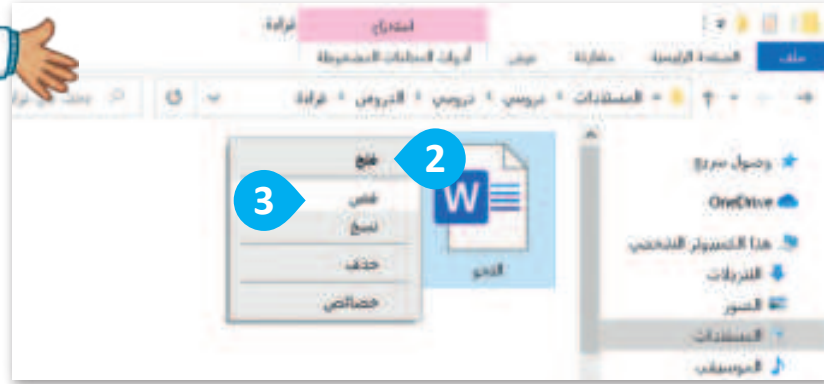 استخراج
قراءة
ملف
الصفحة الرئيسية
مشاركة
عرض
أدوات المجلدات المضغوطة
المستندات
دروسي
دروسي
الدروس
قراءة
وصول سريع
OneDrive
هذا الكمبيوتر الشخصي
التنزيلات
الصور
المستندات
الموسيقى
W
النحو
2
فتح
3
قص
نسخ
حذف
خصائص